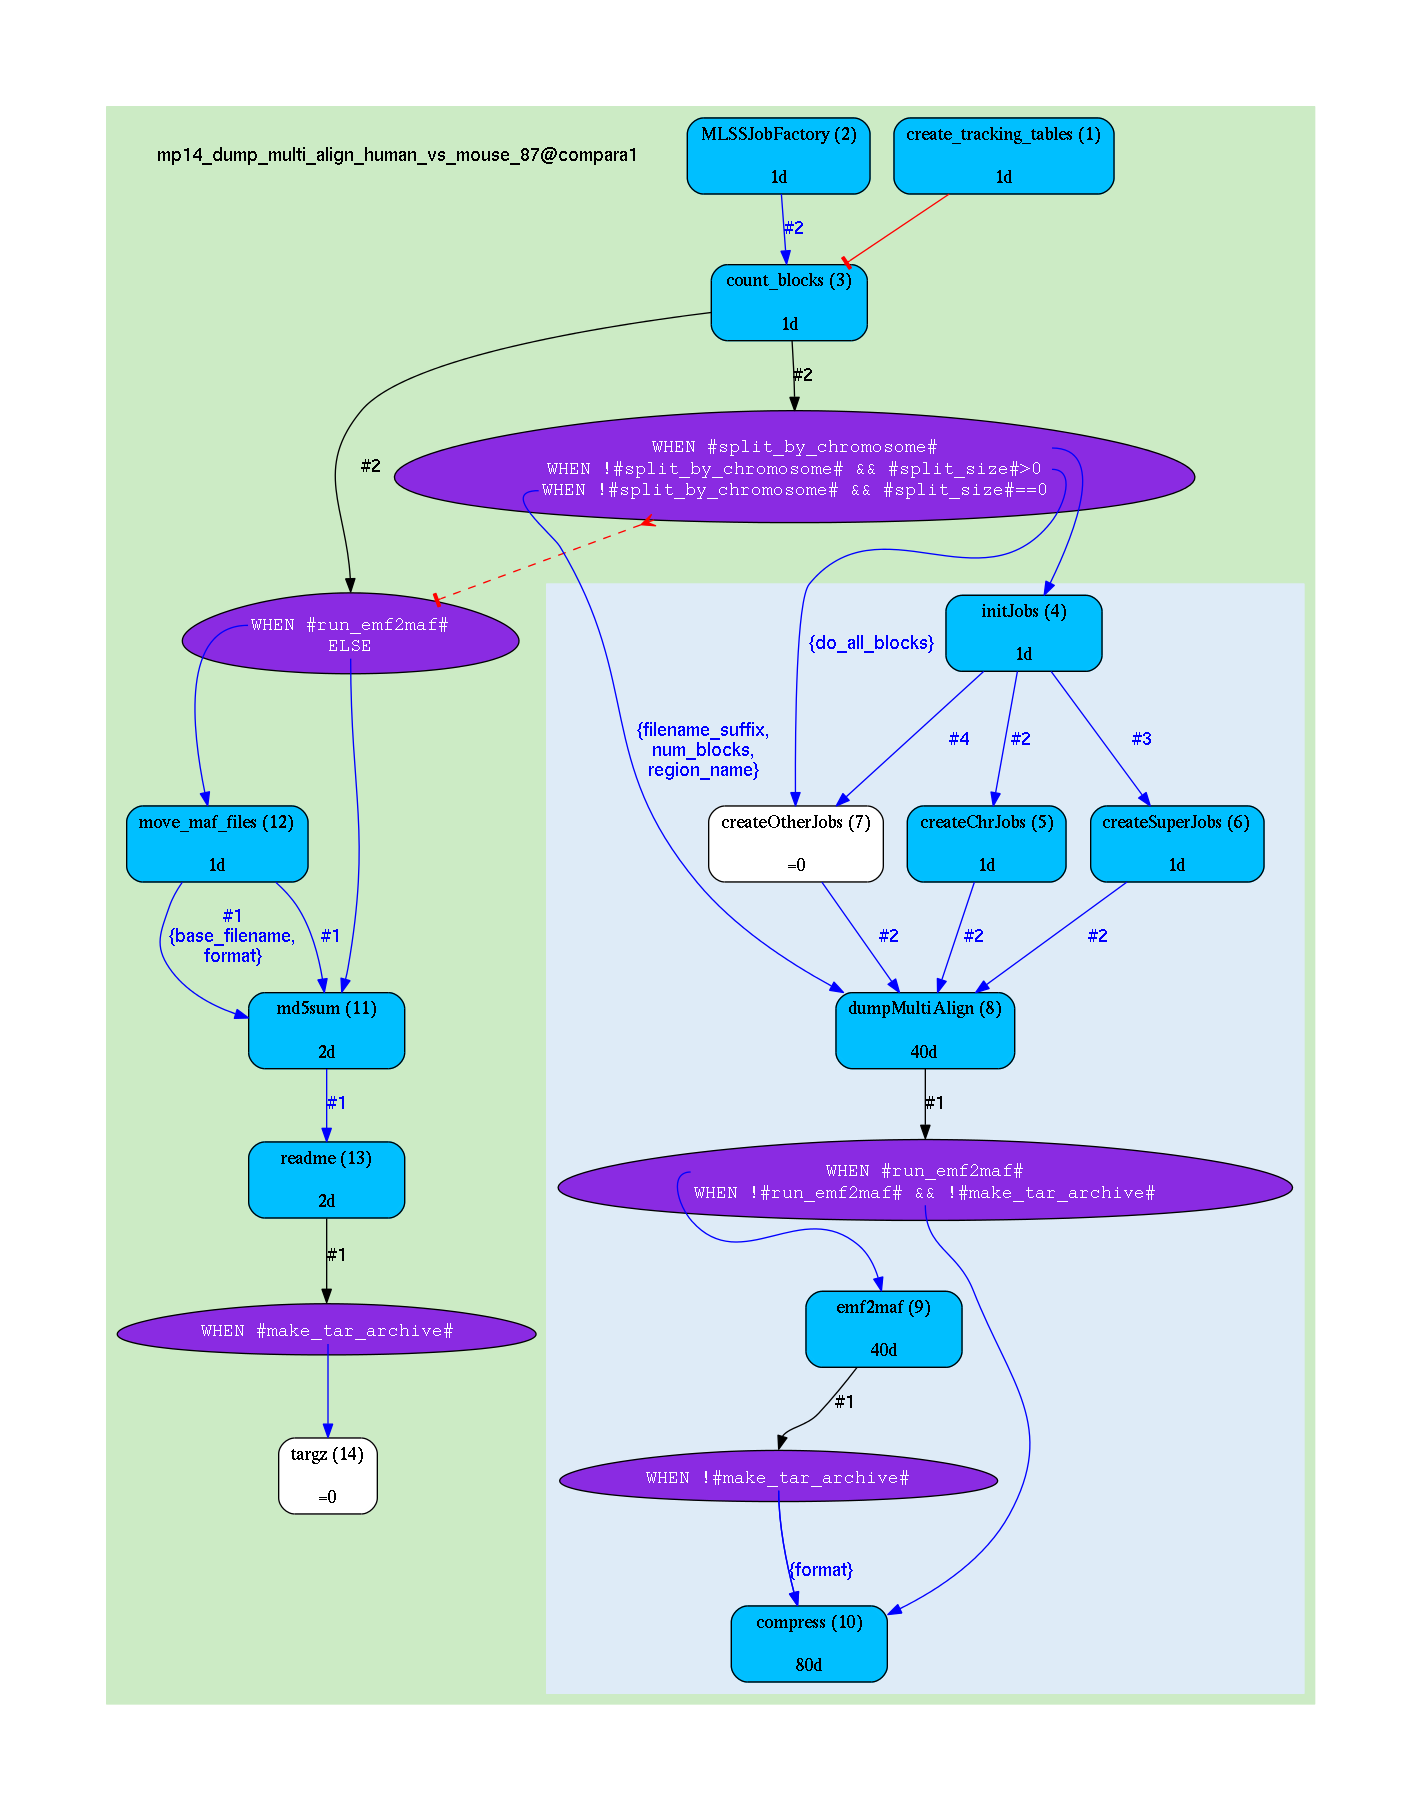 mp14_dump_multi_align_human_vs_mouse_87@compara1
MLSSJobFactory (2)
1d
create_tracking_tables (1)
1d
#2
count_blocks (3)
1d
#2
#2
WHEN #split_by_chromosome#
WHEN !#split_by_chromosome# && #split_size#>0
WHEN !#split_by_chromosome# && #split_size#==0
WHEN #run_emf2maf#
ELSE
{do_all_blocks}
initJobs (4)
1d
{filename_suffix,
num_blocks,
region_name}
#4
#2
#3
move_maf_files (12)
1d
createOtherJobs (7)
=0
createChrJobs (5)
1d
createSuperJobs (6)
1d
#1
{base_filename,
format}
#1
#2
#2
#2
md5sum (11)
2d
dumpMultiAlign (8)
40d
#1
#1
readme (13)
2d
WHEN #run_emf2maf#
WHEN !#run_emf2maf# && !#make_tar_archive#
#1
WHEN #make_tar_archive#
emf2maf (9)
40d
#1
targz (14)
=0
WHEN !#make_tar_archive#
{format}
compress (10)
80d